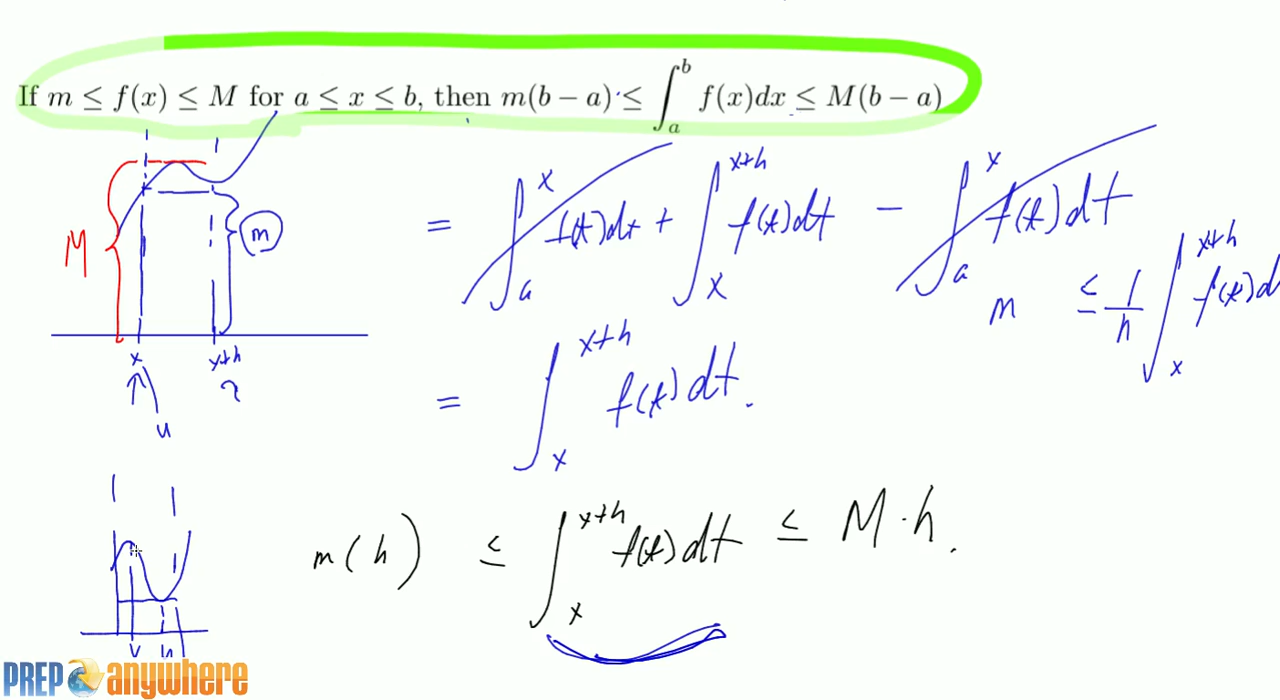 If m ≤ f(x) ≤ M for a ≤ x ≤ b, then m(b − a) ≤ ∫_a^b f(x)dx ≤ M(b − a)
= ∫_a^x f(t)dt + ∫_x^{x+h} f(t)dt − ∫_a^x f(t)dt
M
m
m ≤ 1/h ∫_x^{x+h} f(t)d
x x+h
= ∫_x^{x+h} f(t)dt.
u
m(h) ≤ ∫_x^{x+h} f(t)dt ≤ M·h.
v
PREP anywhere